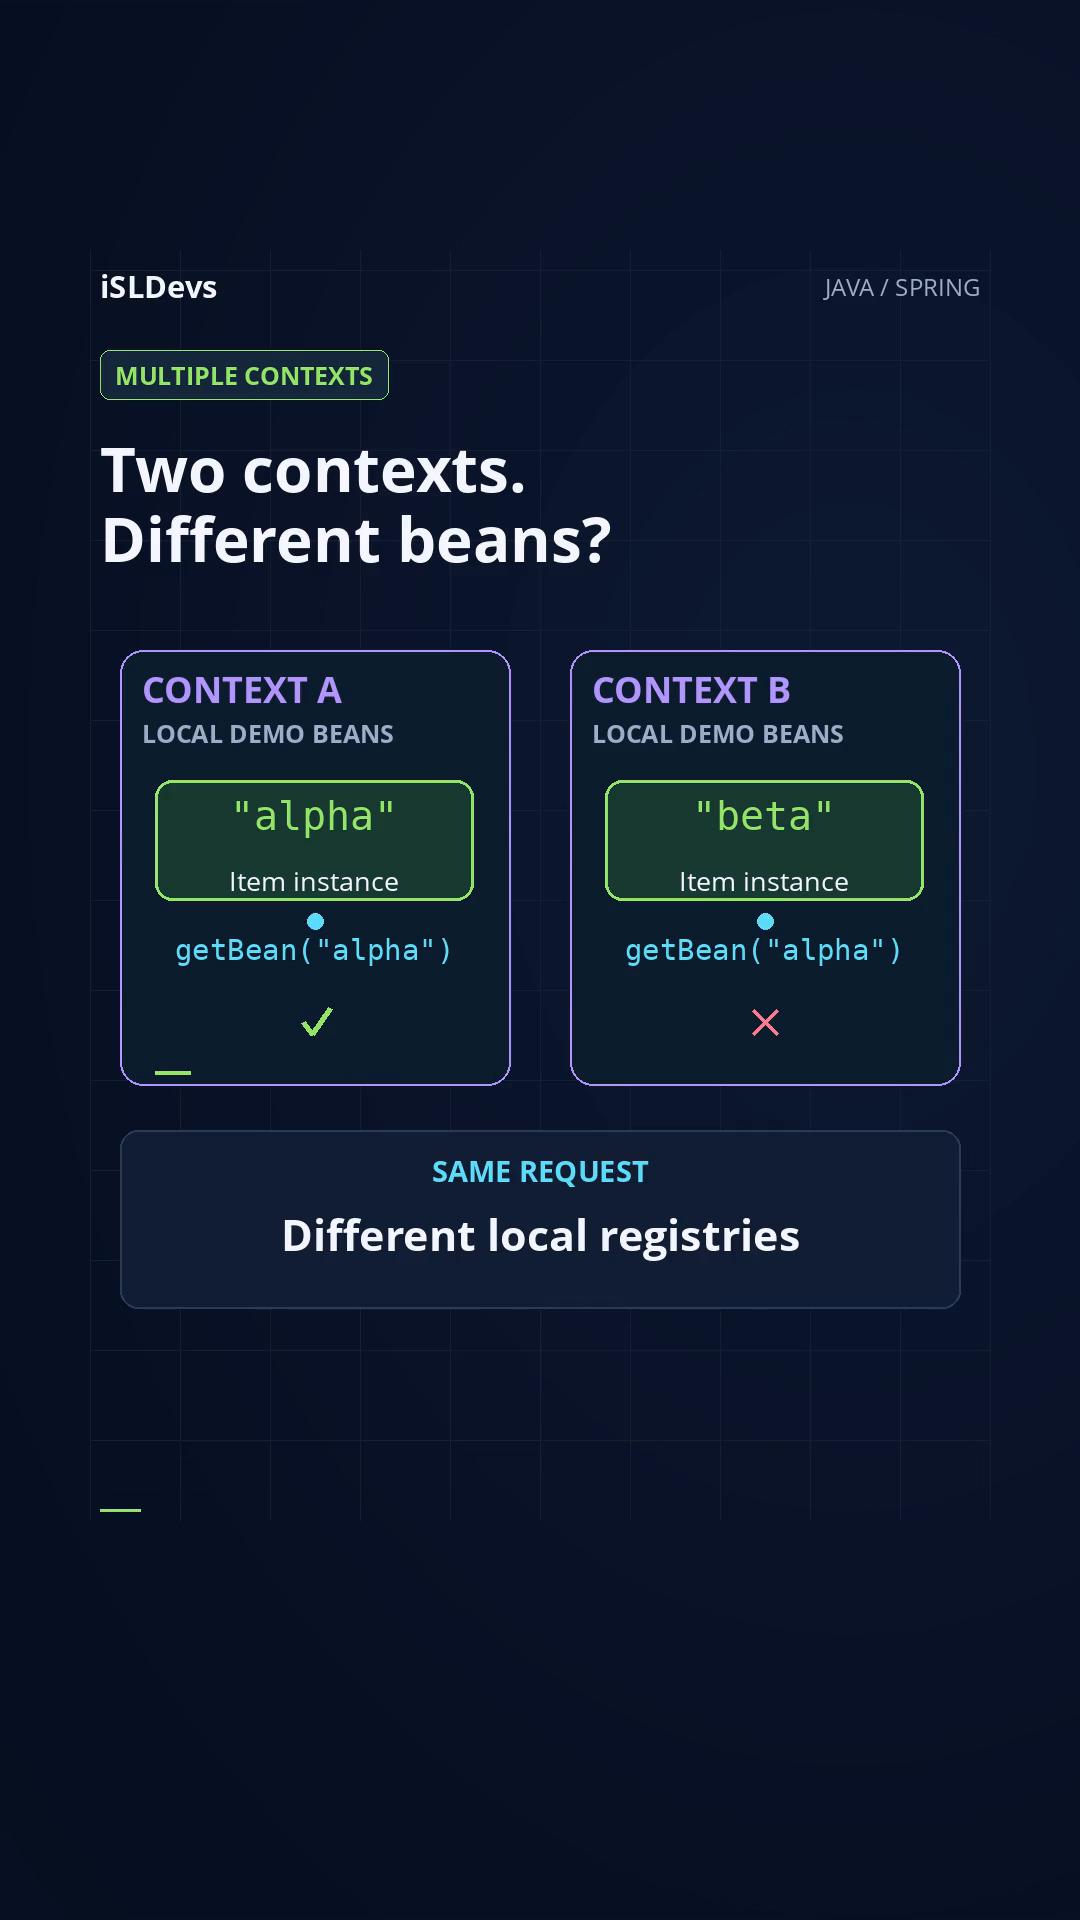 iSLDevs
JAVA / SPRING
MULTIPLE CONTEXTS
Two contexts.
Different beans?
CONTEXT A
LOCAL DEMO BEANS
"alpha"
Item instance
getBean("alpha")
CONTEXT B
LOCAL DEMO BEANS
"beta"
Item instance
getBean("alpha")
SAME REQUEST
Different local registries